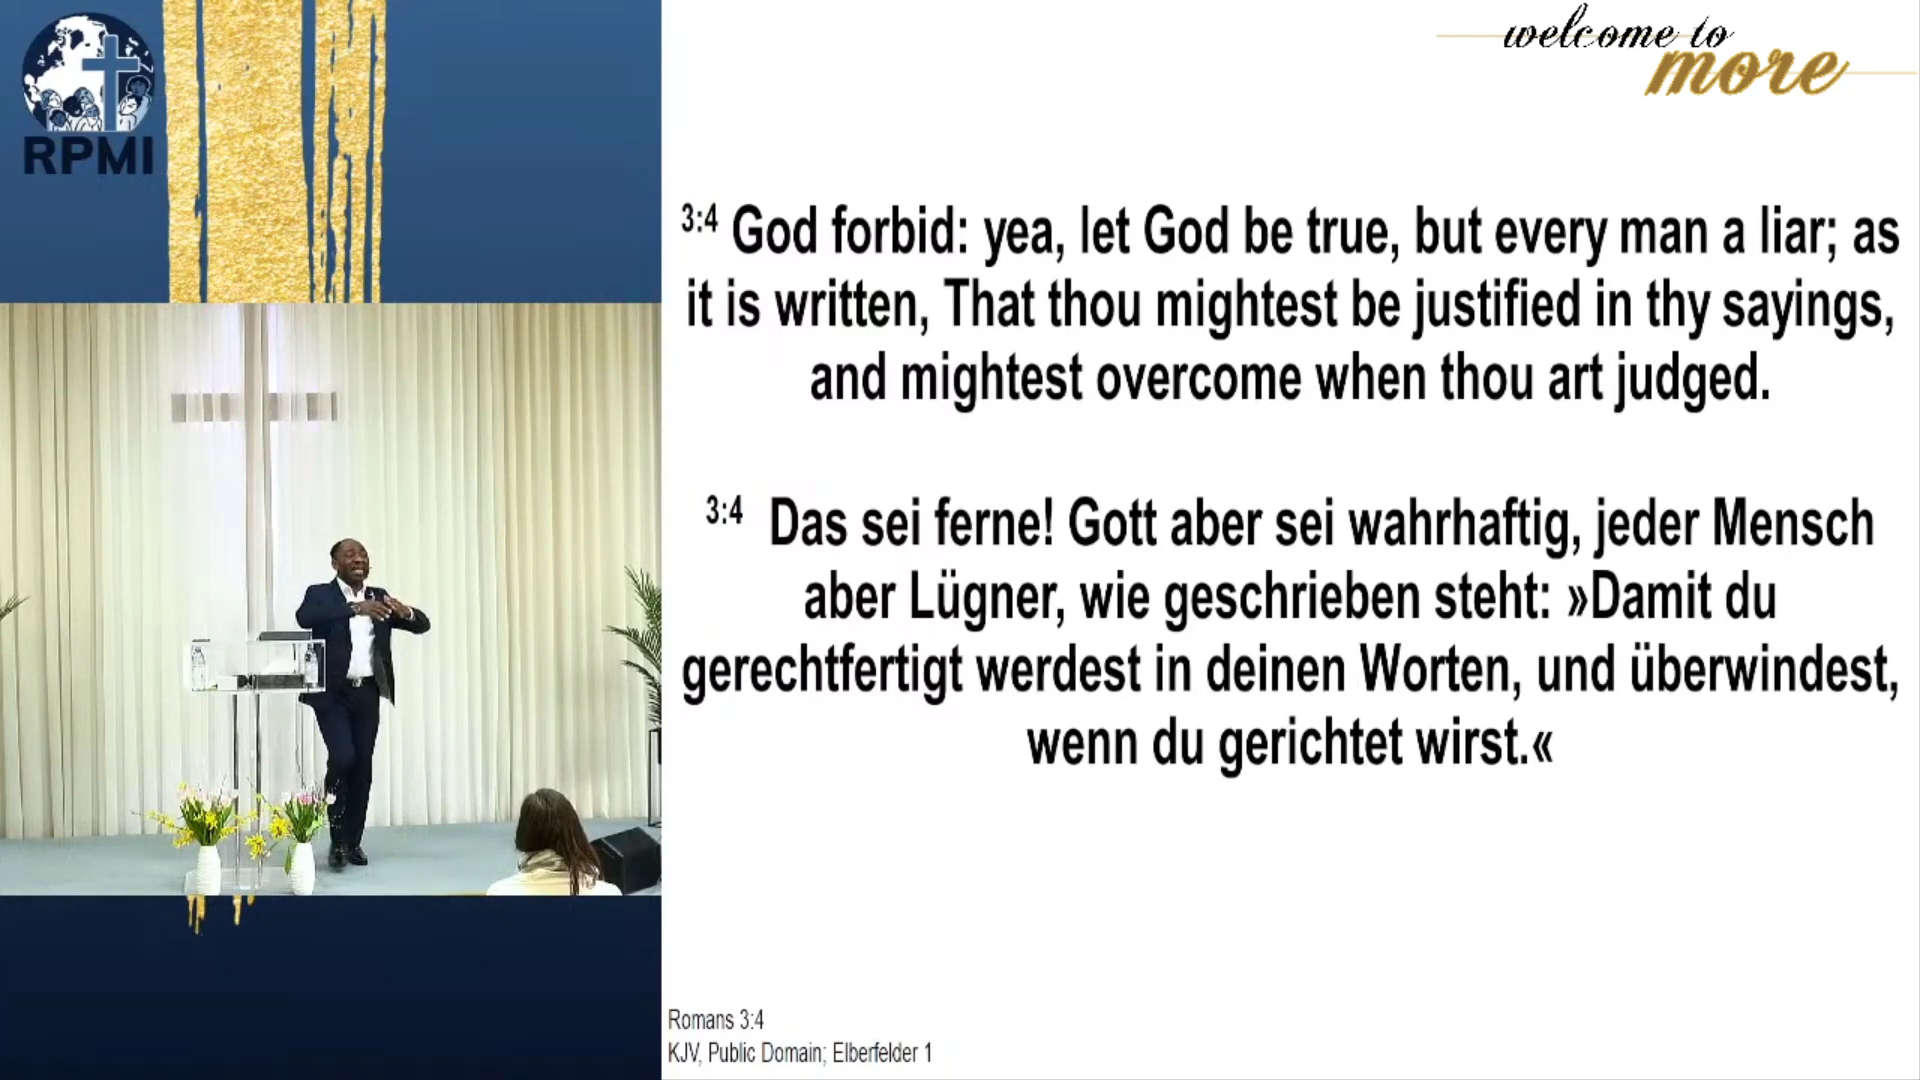 RPMI
welcome to
more
3:4 God forbid: yea, let God be true, but every man a liar; as
it is written, That thou mightest be justified in thy sayings,
and mightest overcome when thou art judged.
3:4 Das sei ferne! Gott aber sei wahrhaftig, jeder Mensch
aber Lügner, wie geschrieben steht: »Damit du
gerechtfertigt werdest in deinen Worten, und überwindest,
wenn du gerichtet wirst.«
Romans 3:4
KJV, Public Domain; Elberfelder 1